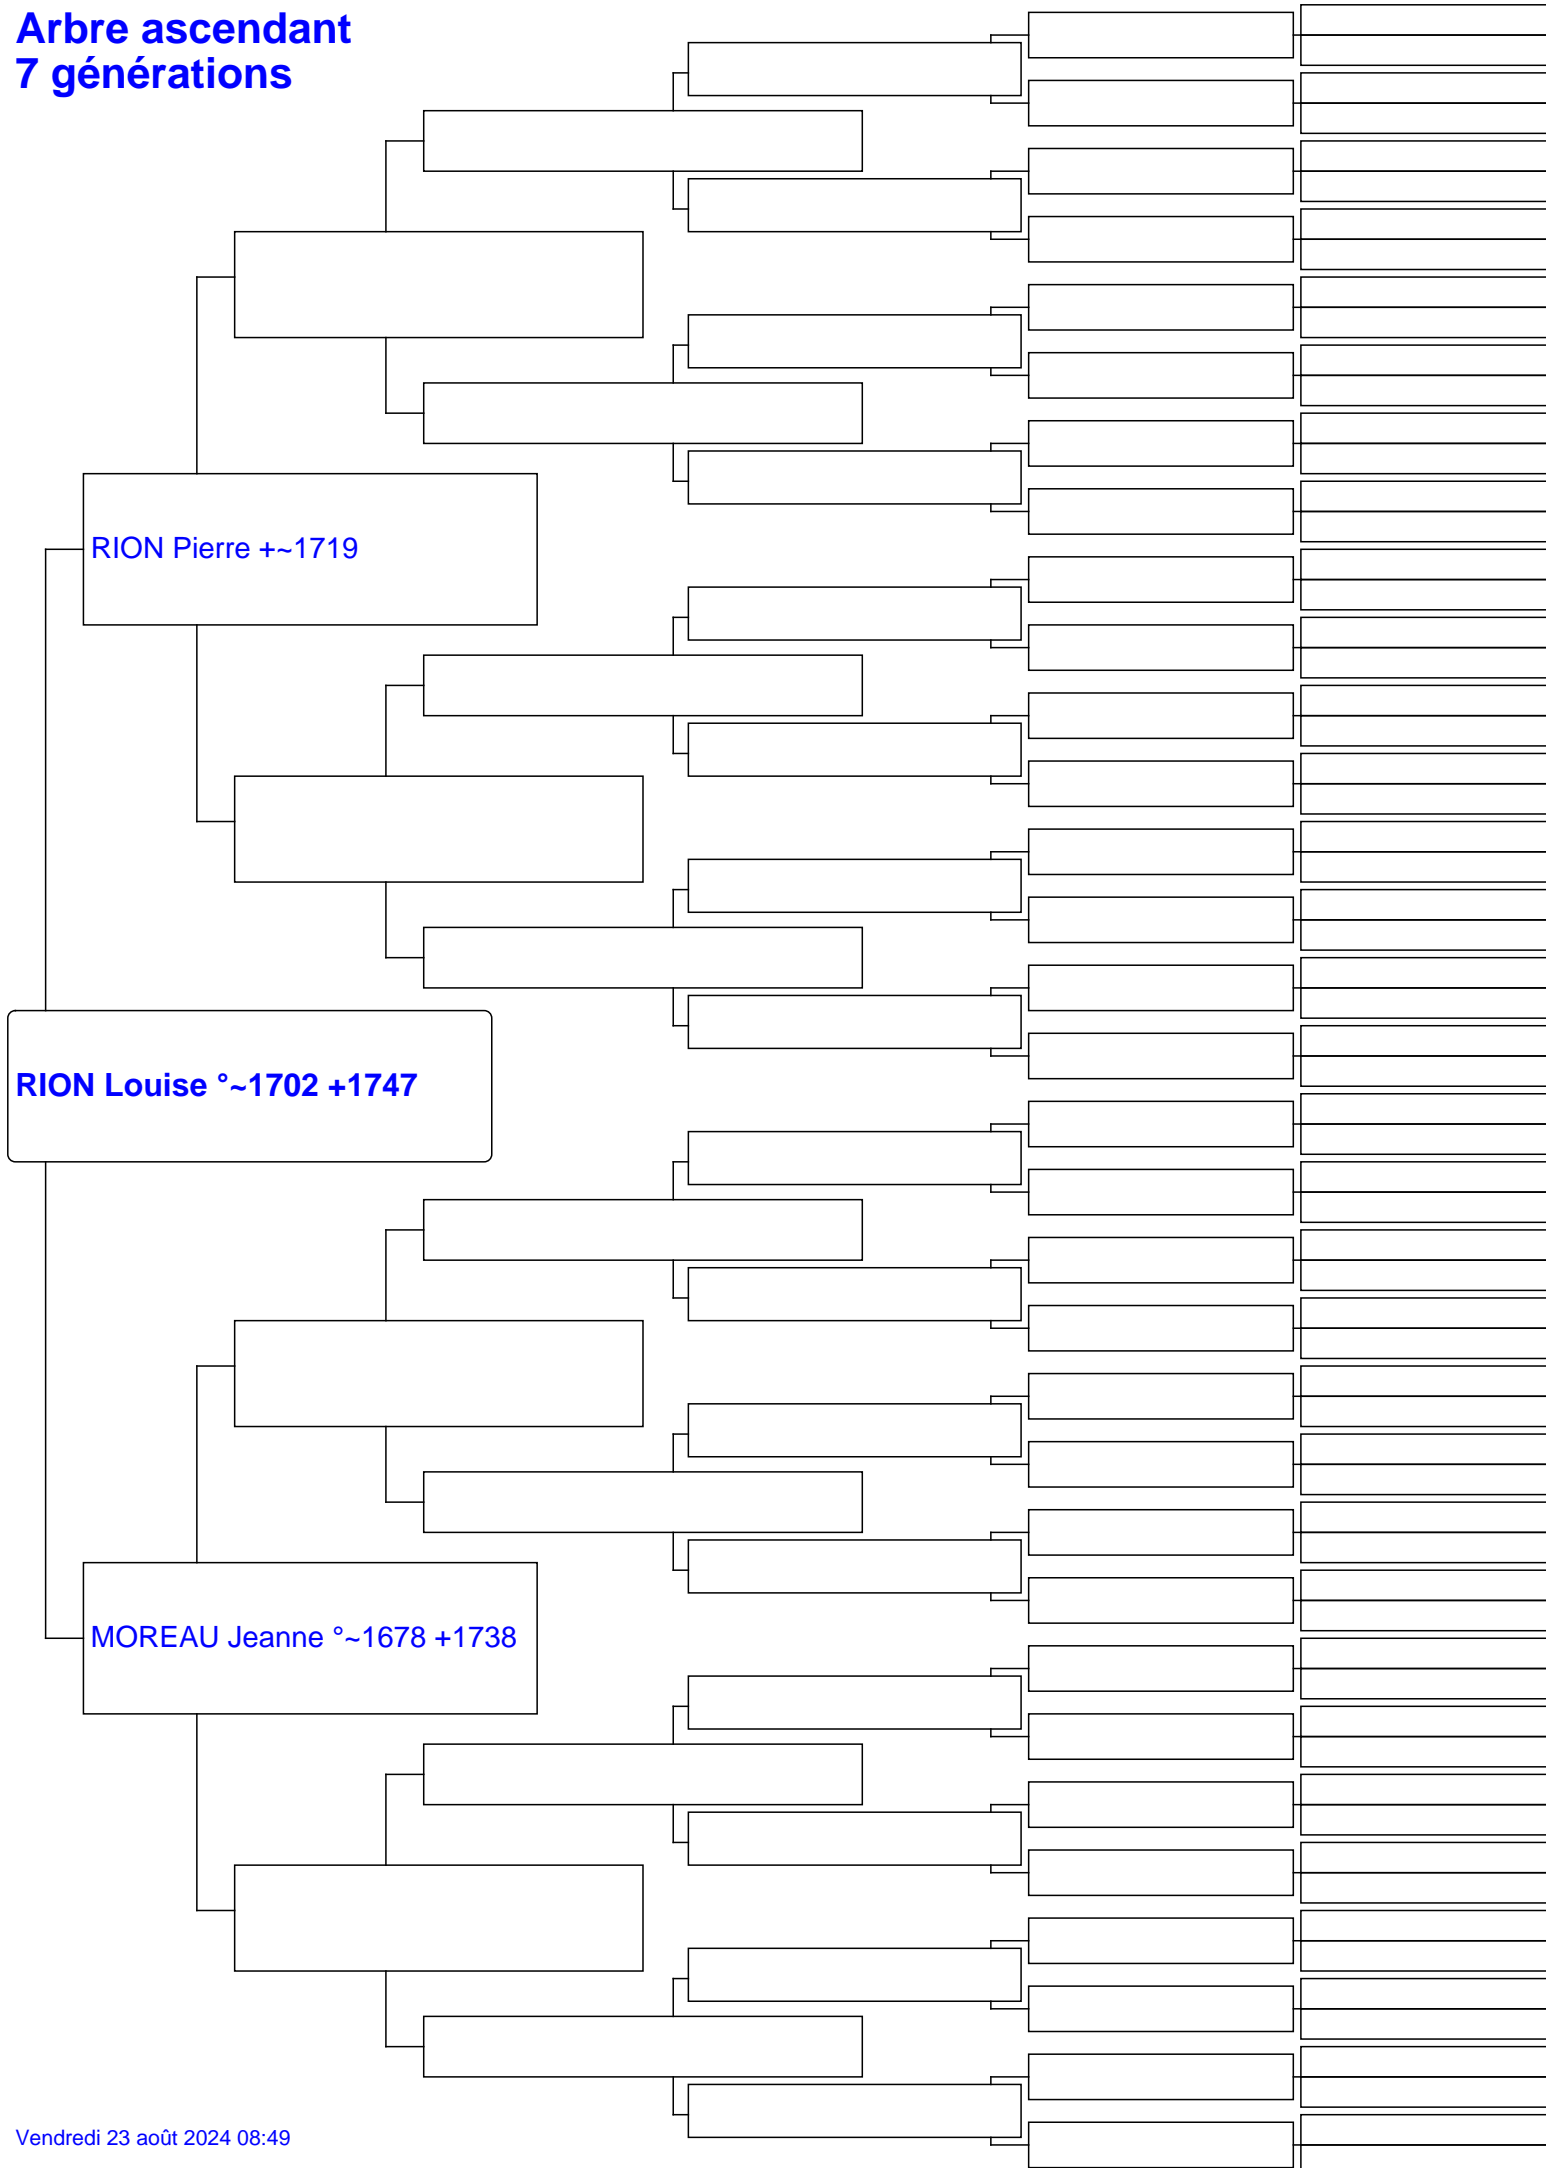 Arbre ascendant
7 générations
RION Pierre +~1719
RION Louise °~1702 +1747
MOREAU Jeanne °~1678 +1738
Vendredi 23 août 2024 08:49